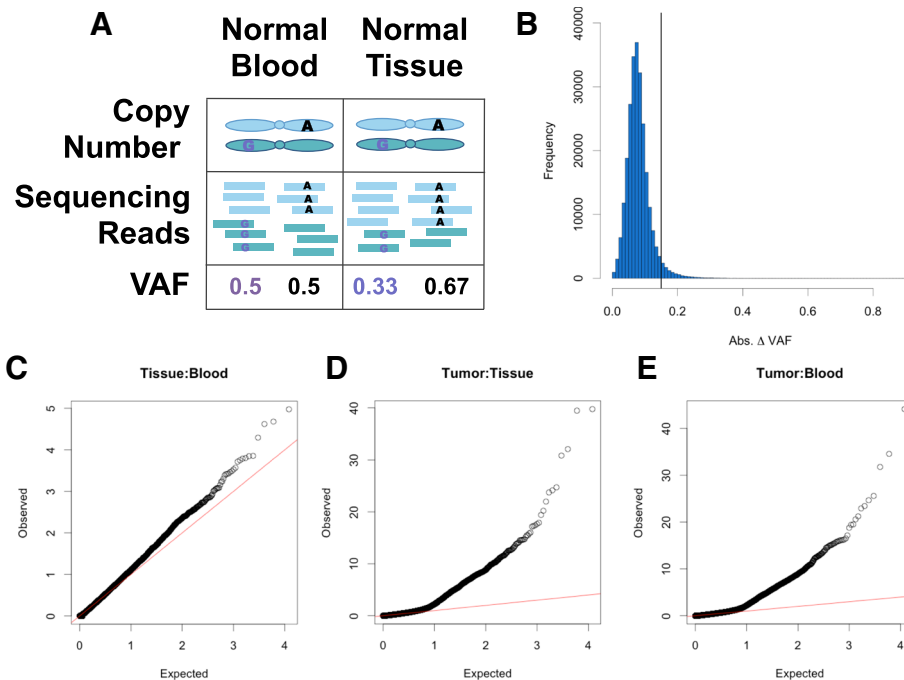 A
Normal Blood
Normal Tissue
Copy Number
A
G
A
G
Sequencing Reads
A
A
A
G
G
G
A
A
A
A
G
G
VAF
0.5
0.5
0.33
0.67
B
Frequency
0
10000
20000
30000
40000
0.0
0.2
0.4
0.6
0.8
Abs. Δ VAF
C
Tissue:Blood
Observed
0
1
2
3
4
5
0
1
2
3
4
Expected
D
Tumor:Tissue
Observed
0
10
20
30
40
0
1
2
3
4
Expected
E
Tumor:Blood
Observed
0
10
20
30
40
0
1
2
3
4
Expected